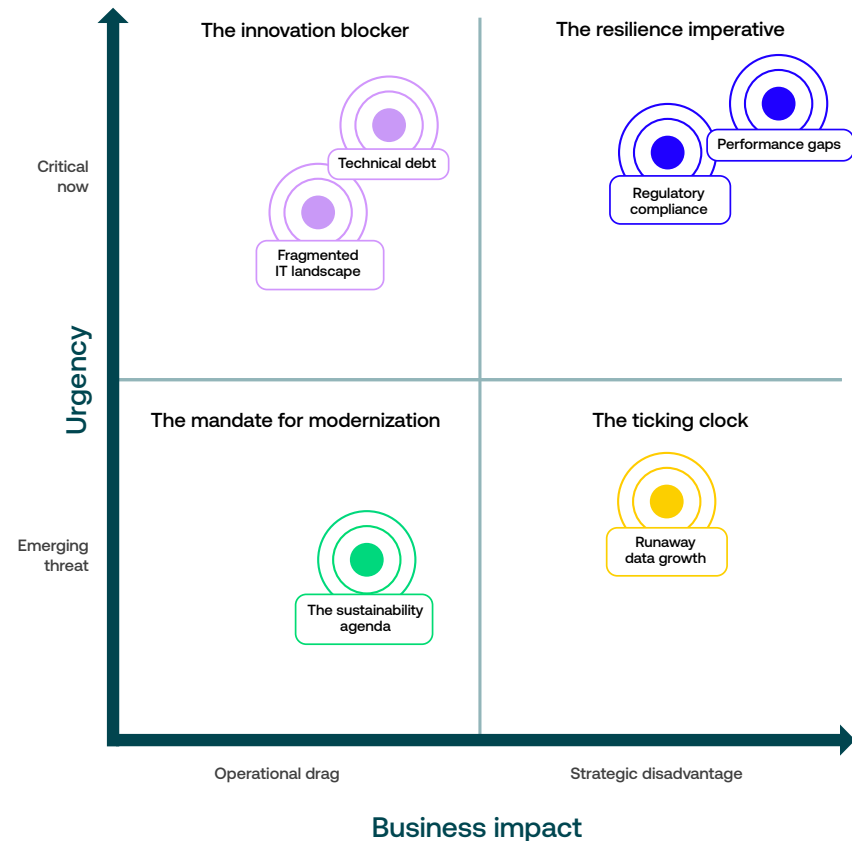 The innovation blocker
The resilience imperative
Technical debt
Performance gaps
Critical
now
Regulatory
compliance
Fragmented
IT landscape
Urgency
The mandate for modernization
The ticking clock
Emerging
threat
Runaway
data growth
The sustainability
agenda
Operational drag
Strategic disadvantage
Business impact